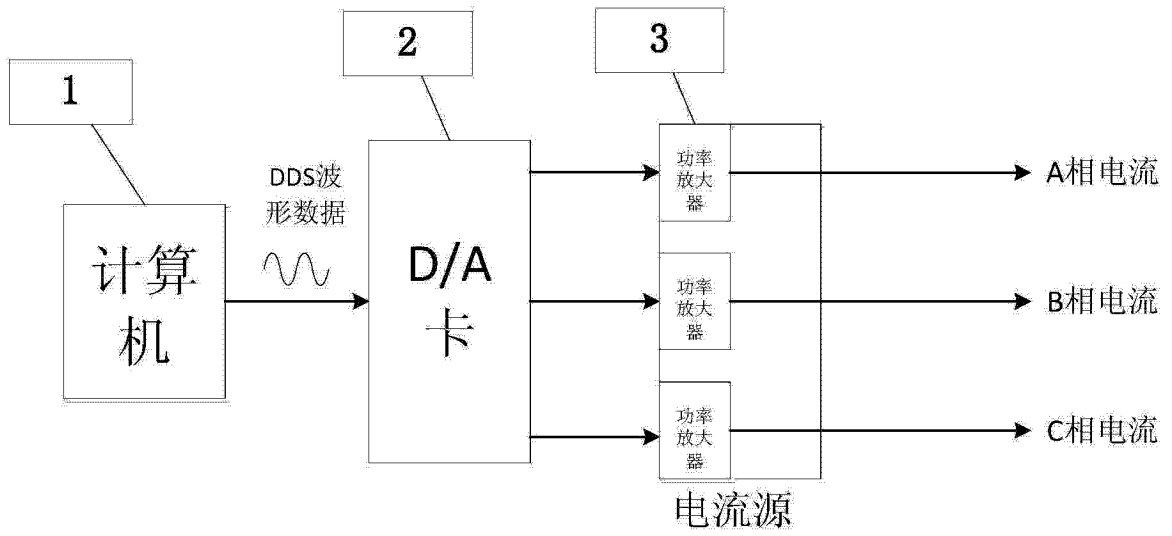 1
2
3
计算
机
DDS波
形数据
D/A
卡
功率
放大
器
A相电流
功率
放大
器
B相电流
功率
放大
器
C相电流
电流源